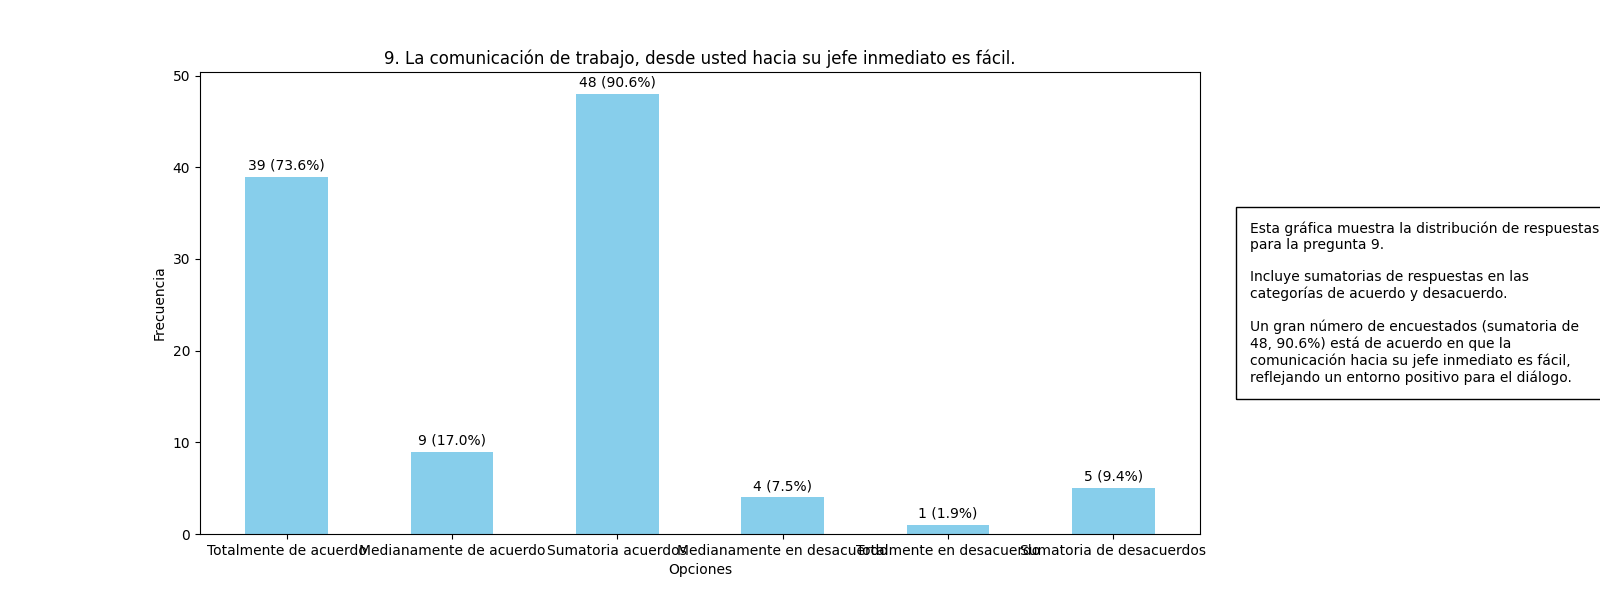 9. La comunicación de trabajo, desde usted hacia su jefe inmediato es fácil.
50
40
30
20
10
0
Frecuencia
39 (73.6%)
9 (17.0%)
48 (90.6%)
4 (7.5%)
1 (1.9%)
5 (9.4%)
Totalmente de acuerdo
Medianamente de acuerdo
Sumatoria acuerdos
Medianamente en desacuerdo
Totalmente en desacuerdo
Sumatoria de desacuerdos
Opciones
Esta gráfica muestra la distribución de respuestas
para la pregunta 9.
Incluye sumatorias de respuestas en las
categorías de acuerdo y desacuerdo.
Un gran número de encuestados (sumatoria de
48, 90.6%) está de acuerdo en que la
comunicación hacia su jefe inmediato es fácil,
reflejando un entorno positivo para el diálogo.